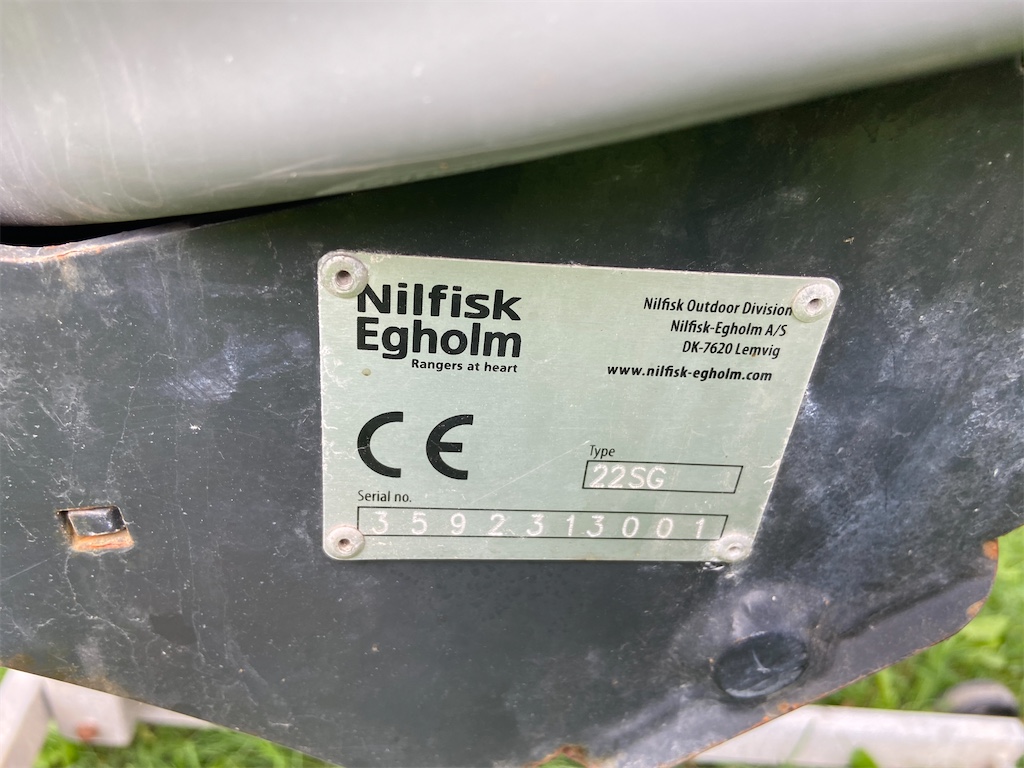 Nilfisk
Egholm
Rangers at heart
Nilfisk Outdoor Division
Nilfisk-Egholm A/S
DK-7620 Lemvig
www.nilfisk-egholm.com
CE
Type
22SG
Serial no.
3592313001